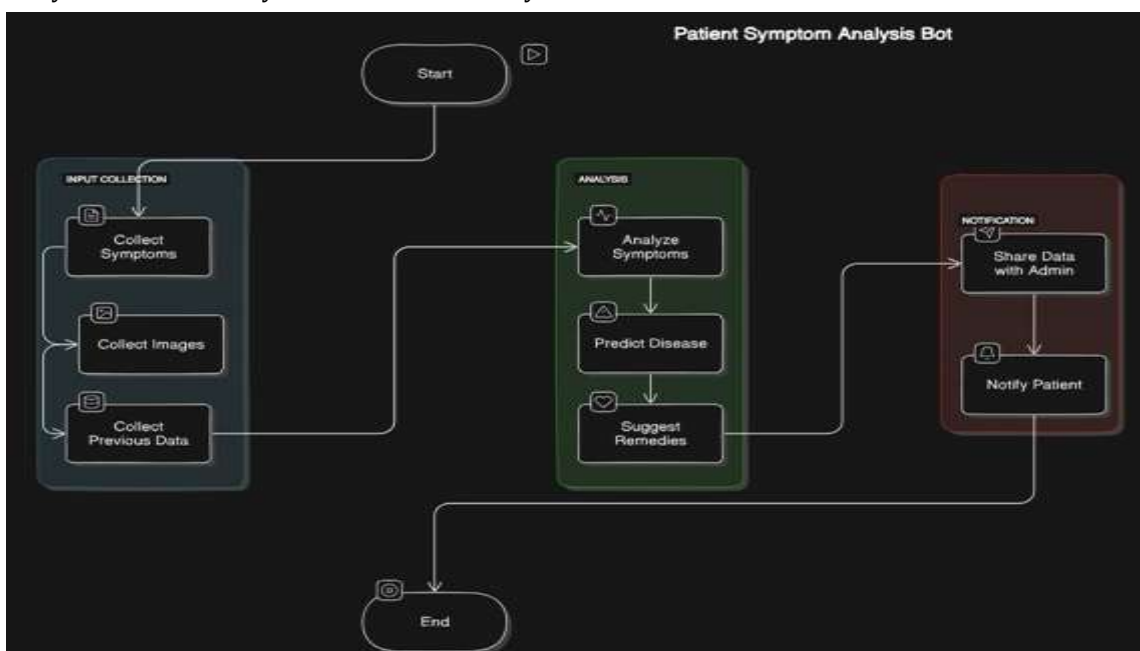 Patient Symptom Analysis Bot
Start
INPUT COLLECTION
Collect
Symptoms
Collect Images
Collect
Previous Data
ANALYSIS
Analyze
Symptoms
Predict Disease
Suggest
Remedies
NOTIFICATION
Share Data
with Admin
Notify Patient
End